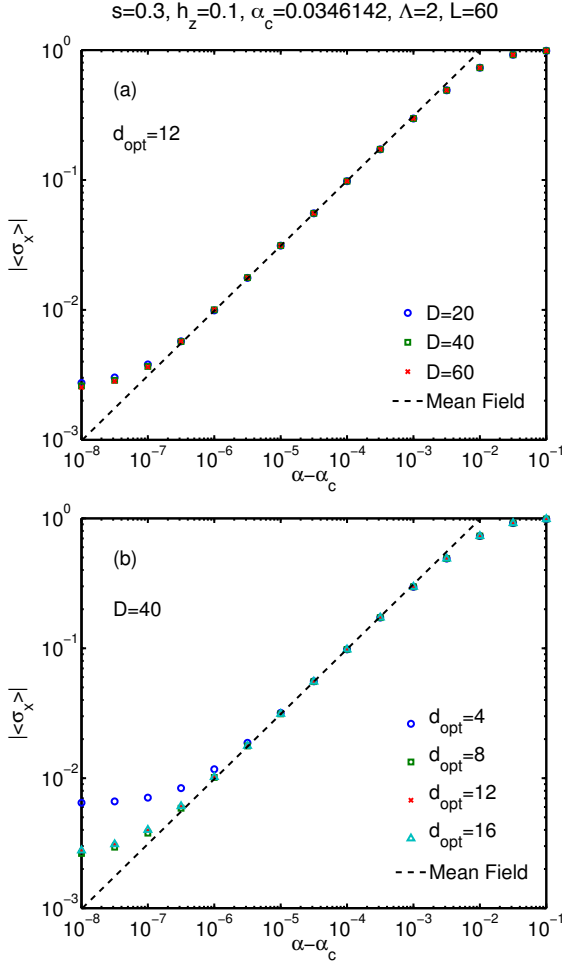 s=0.3, h_z=0.1, α_c=0.0346142, Λ=2, L=60
(a)
d_opt=12
|<σ_x>|
10^0
10^−1
10^−2
10^−3
D=20
D=40
D=60
Mean Field
10^−8 10^−7 10^−6 10^−5 10^−4 10^−3 10^−2 10^−1
α−α_c
(b)
D=40
|<σ_x>|
10^0
10^−1
10^−2
10^−3
d_opt=4
d_opt=8
d_opt=12
d_opt=16
Mean Field
10^−8 10^−7 10^−6 10^−5 10^−4 10^−3 10^−2 10^−1
α−α_c